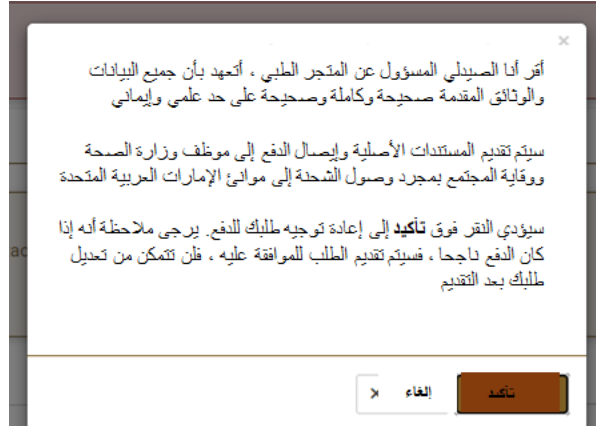 ×
أقر أنا الصيدلي المسؤول عن المتجر الطبي ، أتعهد بأن جميع البيانات
والوثائق المقدمة صحيحة وكاملة وصحيحة على حد علمي وإيماني
سيتم تقديم المستندات الأصلية وإيصال الدفع إلى موظف وزارة الصحة
ووقاية المجتمع بمجرد وصول الشحنة إلى موانئ الإمارات العربية المتحدة
سيؤدي النقر فوق تأكيد إلى إعادة توجيه طلبك للدفع. يرجى ملاحظة أنه إذا
كان الدفع ناجحا ، فسيتم تقديم الطلب للموافقة عليه ، فلن تتمكن من تعديل
طلبك بعد التقديم
تأكيد
إلغاء ×